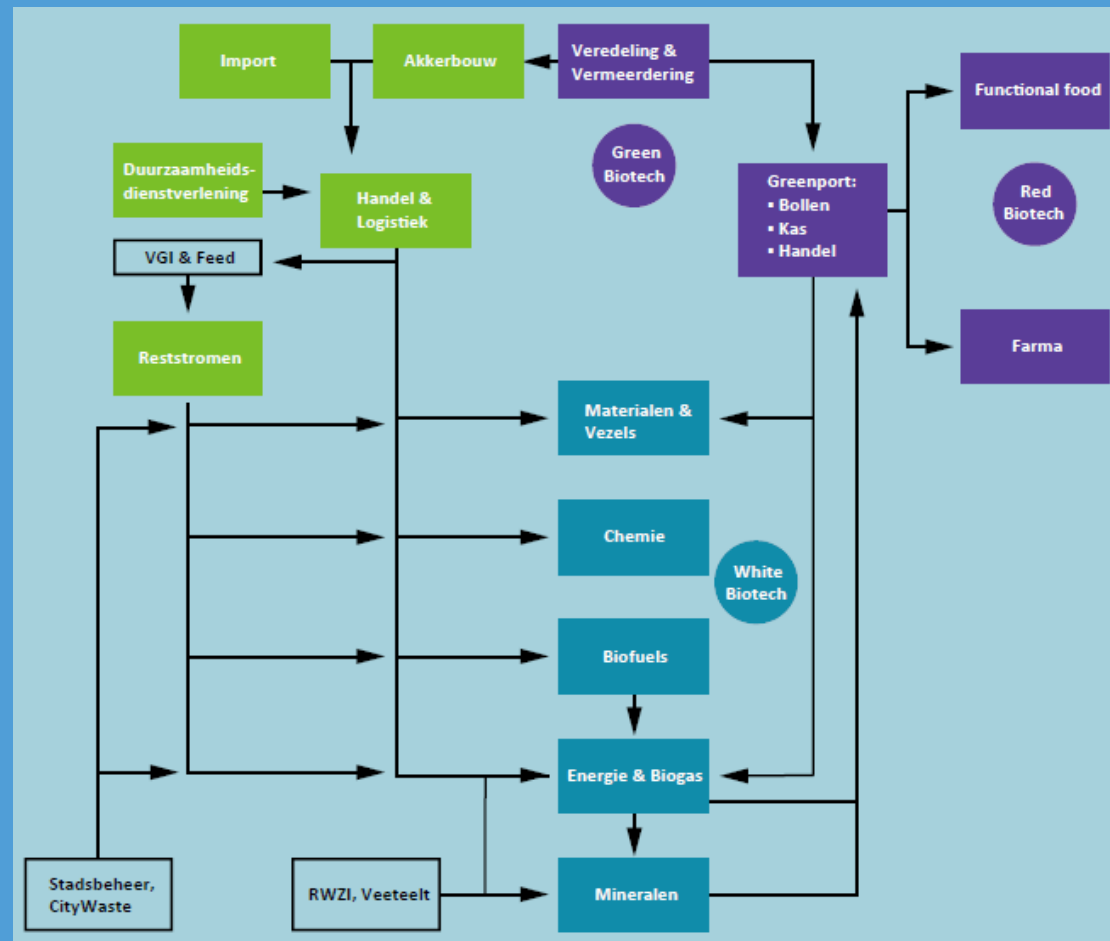 Import
Akkerbouw
Veredeling &
Vermeerdering
Functional food
Green
Biotech
Duurzaamheids-
dienstverlening
Handel &
Logistiek
Greenport:
▪ Bollen
▪ Kas
▪ Handel
Red
Biotech
VGI & Feed
Reststromen
Farma
Materialen &
Vezels
Chemie
White
Biotech
Biofuels
Energie & Biogas
Stadsbeheer,
CityWaste
RWZI, Veeteelt
Mineralen